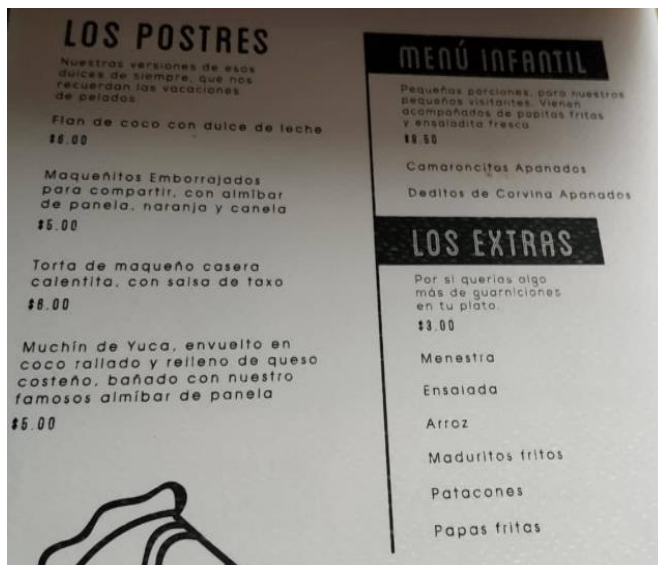 LOS POSTRES
Nuestras versiones de esos
dulces de siempre, que nos
recuerdan las vacaciones
de pelados
Flan de coco con dulce de leche
$6.00
Maqueñitos Emborrajados
para compartir, con almíbar
de panela, naranja y canela
$5.00
Torta de maqueño casera
calentita, con salsa de taxo
$6.00
Muchín de Yuca, envuelto en
coco rallado y relleno de queso
costeño, bañado con nuestro
famosos almíbar de panela
$5.00
MENÚ INFANTIL
Pequeñas porciones, para nuestros
pequeños visitantes. Vienen
acompañados de papitas fritas
y ensaladita fresca
Camaroncitos Apanados
Deditos de Corvina Apanados
LOS EXTRAS
Por si querías algo
más de guarniciones
en tu plato.
$3.00
Menestra
Ensalada
Arroz
Maduritos fritos
Patacones
Papas fritas